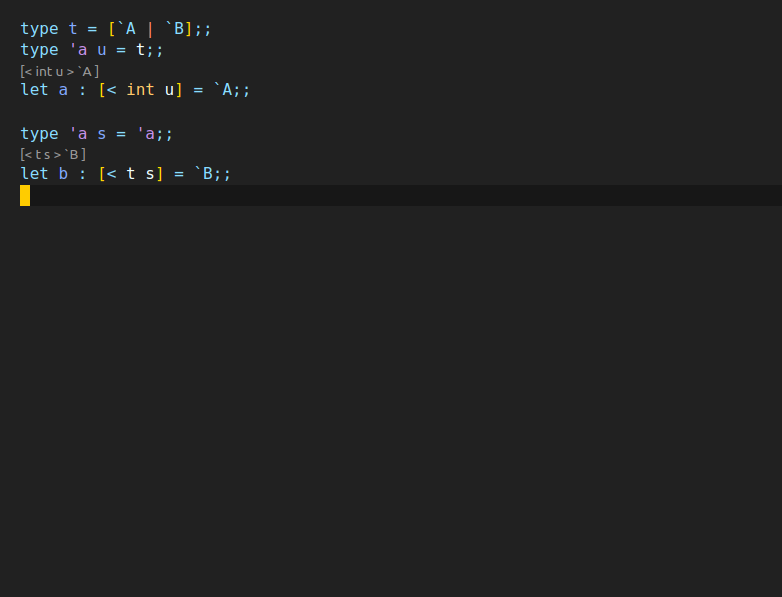 type t = [`A | `B];;
type 'a u = t;;
[< int u > `A ]
let a : [< int u] = `A;;
type 'a s = 'a;;
[< t s > `B ]
let b : [< t s] = `B;;